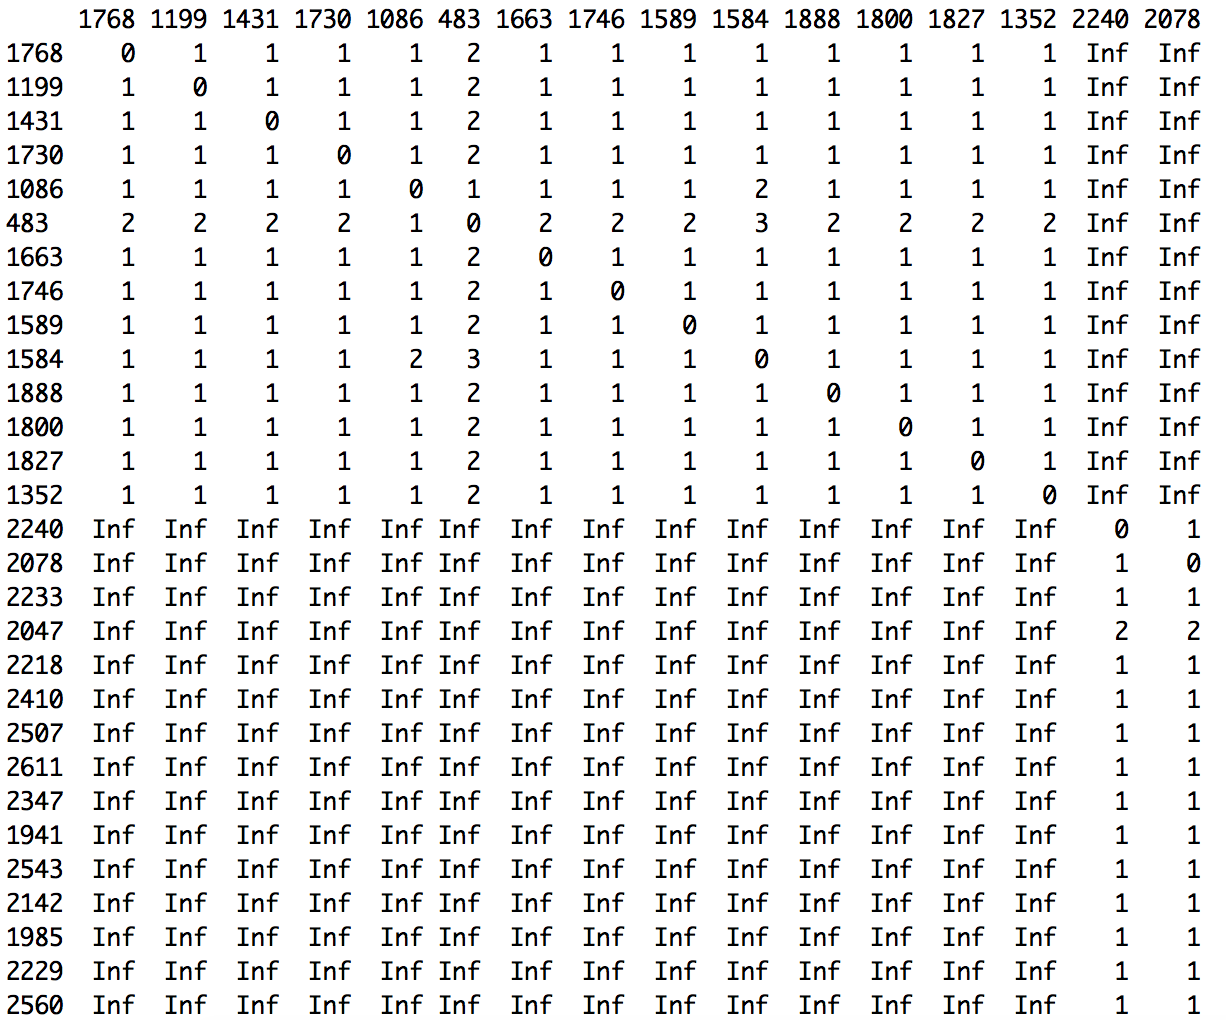 1768 1199 1431 1730 1086 483 1663 1746 1589 1584 1888 1800 1827 1352 2240 2078
1768 0 1 1 1 1 2 1 1 1 1 1 1 1 1 Inf Inf
1199 1 0 1 1 1 2 1 1 1 1 1 1 1 1 Inf Inf
1431 1 1 0 1 1 2 1 1 1 1 1 1 1 1 Inf Inf
1730 1 1 1 0 1 2 1 1 1 1 1 1 1 1 Inf Inf
1086 1 1 1 1 0 1 1 1 1 2 1 1 1 1 Inf Inf
483 2 2 2 2 1 0 2 2 2 3 2 2 2 2 Inf Inf
1663 1 1 1 1 1 2 0 1 1 1 1 1 1 1 Inf Inf
1746 1 1 1 1 1 2 1 0 1 1 1 1 1 1 Inf Inf
1589 1 1 1 1 1 2 1 1 0 1 1 1 1 1 Inf Inf
1584 1 1 1 1 2 3 1 1 1 0 1 1 1 1 Inf Inf
1888 1 1 1 1 1 2 1 1 1 1 0 1 1 1 Inf Inf
1800 1 1 1 1 1 2 1 1 1 1 1 0 1 1 Inf Inf
1827 1 1 1 1 1 2 1 1 1 1 1 1 0 1 Inf Inf
1352 1 1 1 1 1 2 1 1 1 1 1 1 1 0 Inf Inf
2240 Inf Inf Inf Inf Inf Inf Inf Inf Inf Inf Inf Inf Inf Inf 0 1
2078 Inf Inf Inf Inf Inf Inf Inf Inf Inf Inf Inf Inf Inf Inf 1 0
2233 Inf Inf Inf Inf Inf Inf Inf Inf Inf Inf Inf Inf Inf Inf 1 1
2047 Inf Inf Inf Inf Inf Inf Inf Inf Inf Inf Inf Inf Inf Inf 2 2
2218 Inf Inf Inf Inf Inf Inf Inf Inf Inf Inf Inf Inf Inf Inf 1 1
2410 Inf Inf Inf Inf Inf Inf Inf Inf Inf Inf Inf Inf Inf Inf 1 1
2507 Inf Inf Inf Inf Inf Inf Inf Inf Inf Inf Inf Inf Inf Inf 1 1
2611 Inf Inf Inf Inf Inf Inf Inf Inf Inf Inf Inf Inf Inf Inf 1 1
2347 Inf Inf Inf Inf Inf Inf Inf Inf Inf Inf Inf Inf Inf Inf 1 1
1941 Inf Inf Inf Inf Inf Inf Inf Inf Inf Inf Inf Inf Inf Inf 1 1
2543 Inf Inf Inf Inf Inf Inf Inf Inf Inf Inf Inf Inf Inf Inf 1 1
2142 Inf Inf Inf Inf Inf Inf Inf Inf Inf Inf Inf Inf Inf Inf 1 1
1985 Inf Inf Inf Inf Inf Inf Inf Inf Inf Inf Inf Inf Inf Inf 1 1
2229 Inf Inf Inf Inf Inf Inf Inf Inf Inf Inf Inf Inf Inf Inf 1 1
2560 Inf Inf Inf Inf Inf Inf Inf Inf Inf Inf Inf Inf Inf Inf 1 1